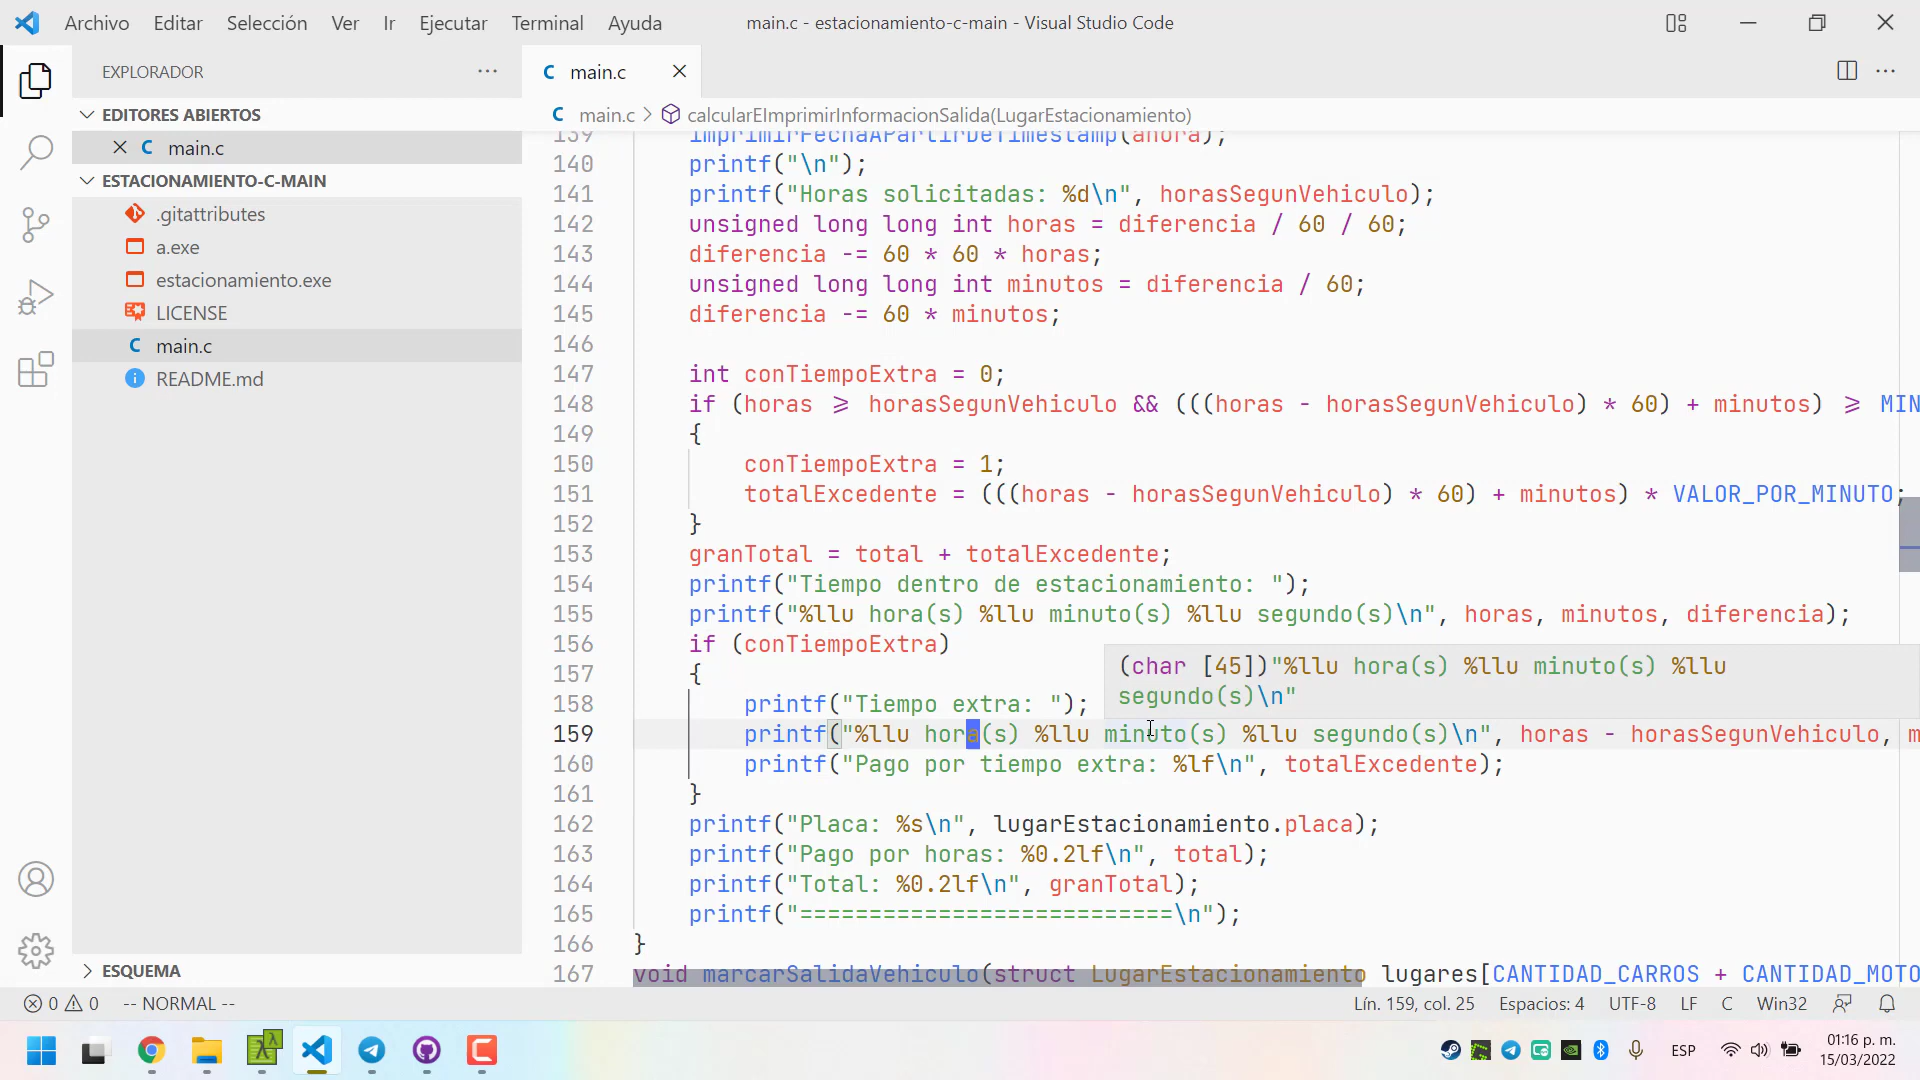 Archivo Editar Selección Ver Ir Ejecutar Terminal Ayuda
main.c - estacionamiento-c-main - Visual Studio Code
EXPLORADOR
EDITORES ABIERTOS
main.c
ESTACIONAMIENTO-C-MAIN
.gitattributes
a.exe
estacionamiento.exe
LICENSE
main.c
README.md
ESQUEMA
main.c
main.c > calcularEImprimirInformacionSalida(LugarEstacionamiento)
139 imprimirFechaAPartirDeTimestamp(ahora);
140 printf("\n");
141 printf("Horas solicitadas: %d\n", horasSegunVehiculo);
142 unsigned long long int horas = diferencia / 60 / 60;
143 diferencia -= 60 * 60 * horas;
144 unsigned long long int minutos = diferencia / 60;
145 diferencia -= 60 * minutos;
146
147 int conTiempoExtra = 0;
148 if (horas >= horasSegunVehiculo && (((horas - horasSegunVehiculo) * 60) + minutos) >= MIN
149 {
150 conTiempoExtra = 1;
151 totalExcedente = (((horas - horasSegunVehiculo) * 60) + minutos) * VALOR_POR_MINUTO;
152 }
153 granTotal = total + totalExcedente;
154 printf("Tiempo dentro de estacionamiento: ");
155 printf("%llu hora(s) %llu minuto(s) %llu segundo(s)\n", horas, minutos, diferencia);
156 if (conTiempoExtra)
157 {
(char [45])"%llu hora(s) %llu minuto(s) %llu
segundo(s)\n"
158 printf("Tiempo extra: ");
159 printf("%llu hora(s) %llu minuto(s) %llu segundo(s)\n", horas - horasSegunVehiculo, m
160 printf("Pago por tiempo extra: %lf\n", totalExcedente);
161 }
162 printf("Placa: %s\n", lugarEstacionamiento.placa);
163 printf("Pago por horas: %0.2lf\n", total);
164 printf("Total: %0.2lf\n", granTotal);
165 printf("===========================\n");
166 }
167 void marcarSalidaVehiculo(struct LugarEstacionamiento lugares[CANTIDAD_CARROS + CANTIDAD_MOTO
0 0 -- NORMAL --
Lín. 159, col. 25 Espacios: 4 UTF-8 LF C Win32
ESP
01:16 p. m.
15/03/2022